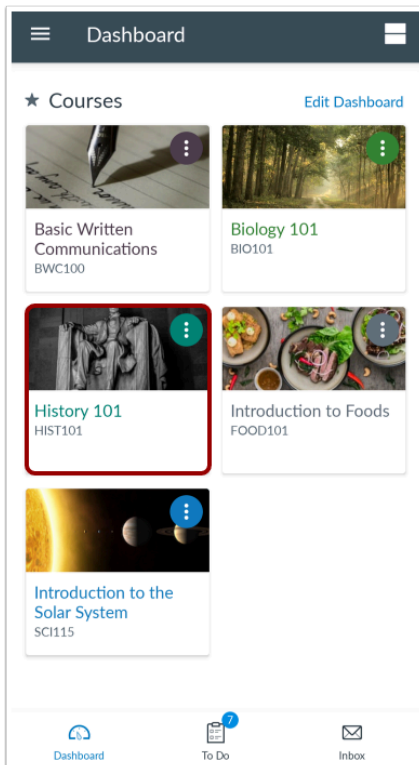 Dashboard
Courses
Edit Dashboard
Basic Written
Communications
BWC100
Biology 101
BIO101
History 101
HIST101
Introduction to Foods
FOOD101
Introduction to the
Solar System
SCI115
7
Dashboard
To Do
Inbox